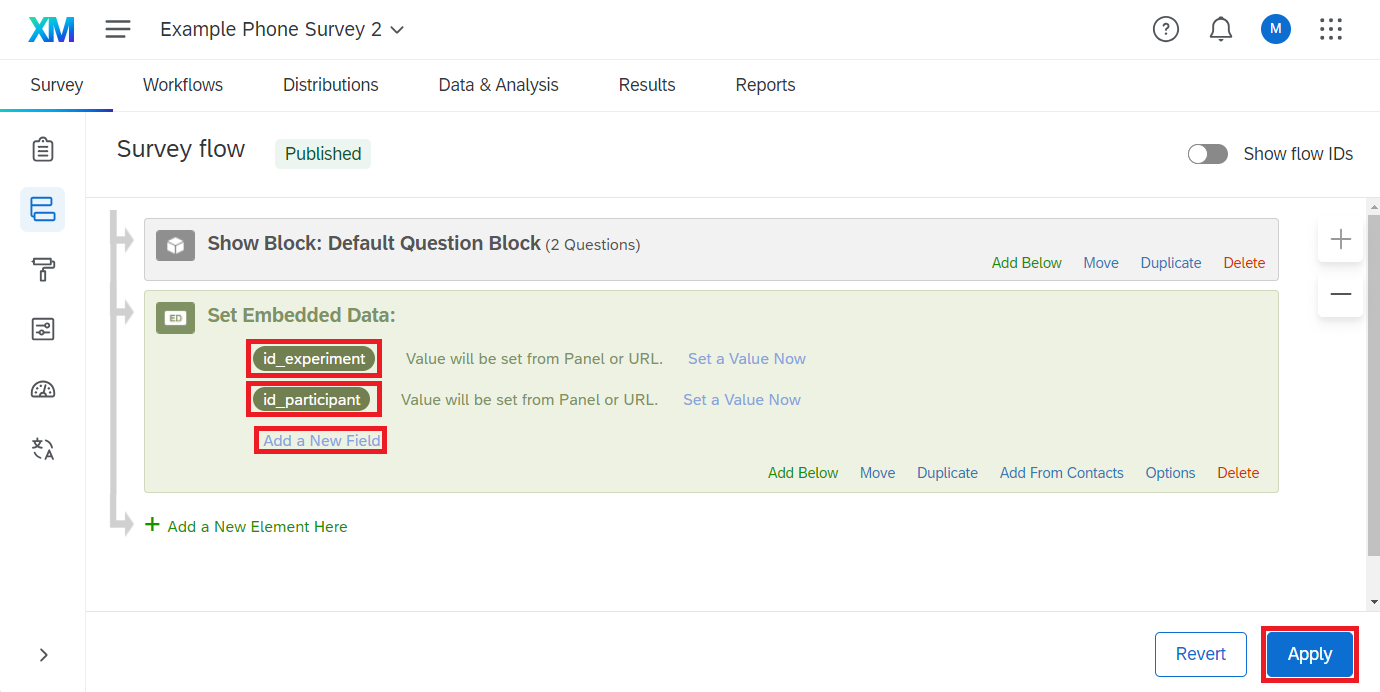 XM Example Phone Survey 2 ? M
Survey Workflows Distributions Data & Analysis Results Reports
Survey flow Published Show flow IDs
Show Block: Default Question Block (2 Questions)
Add Below Move Duplicate Delete
ED Set Embedded Data:
id_experiment Value will be set from Panel or URL. Set a Value Now
id_participant Value will be set from Panel or URL. Set a Value Now
Add a New Field
Add Below Move Duplicate Add From Contacts Options Delete
+ Add a New Element Here
Revert Apply